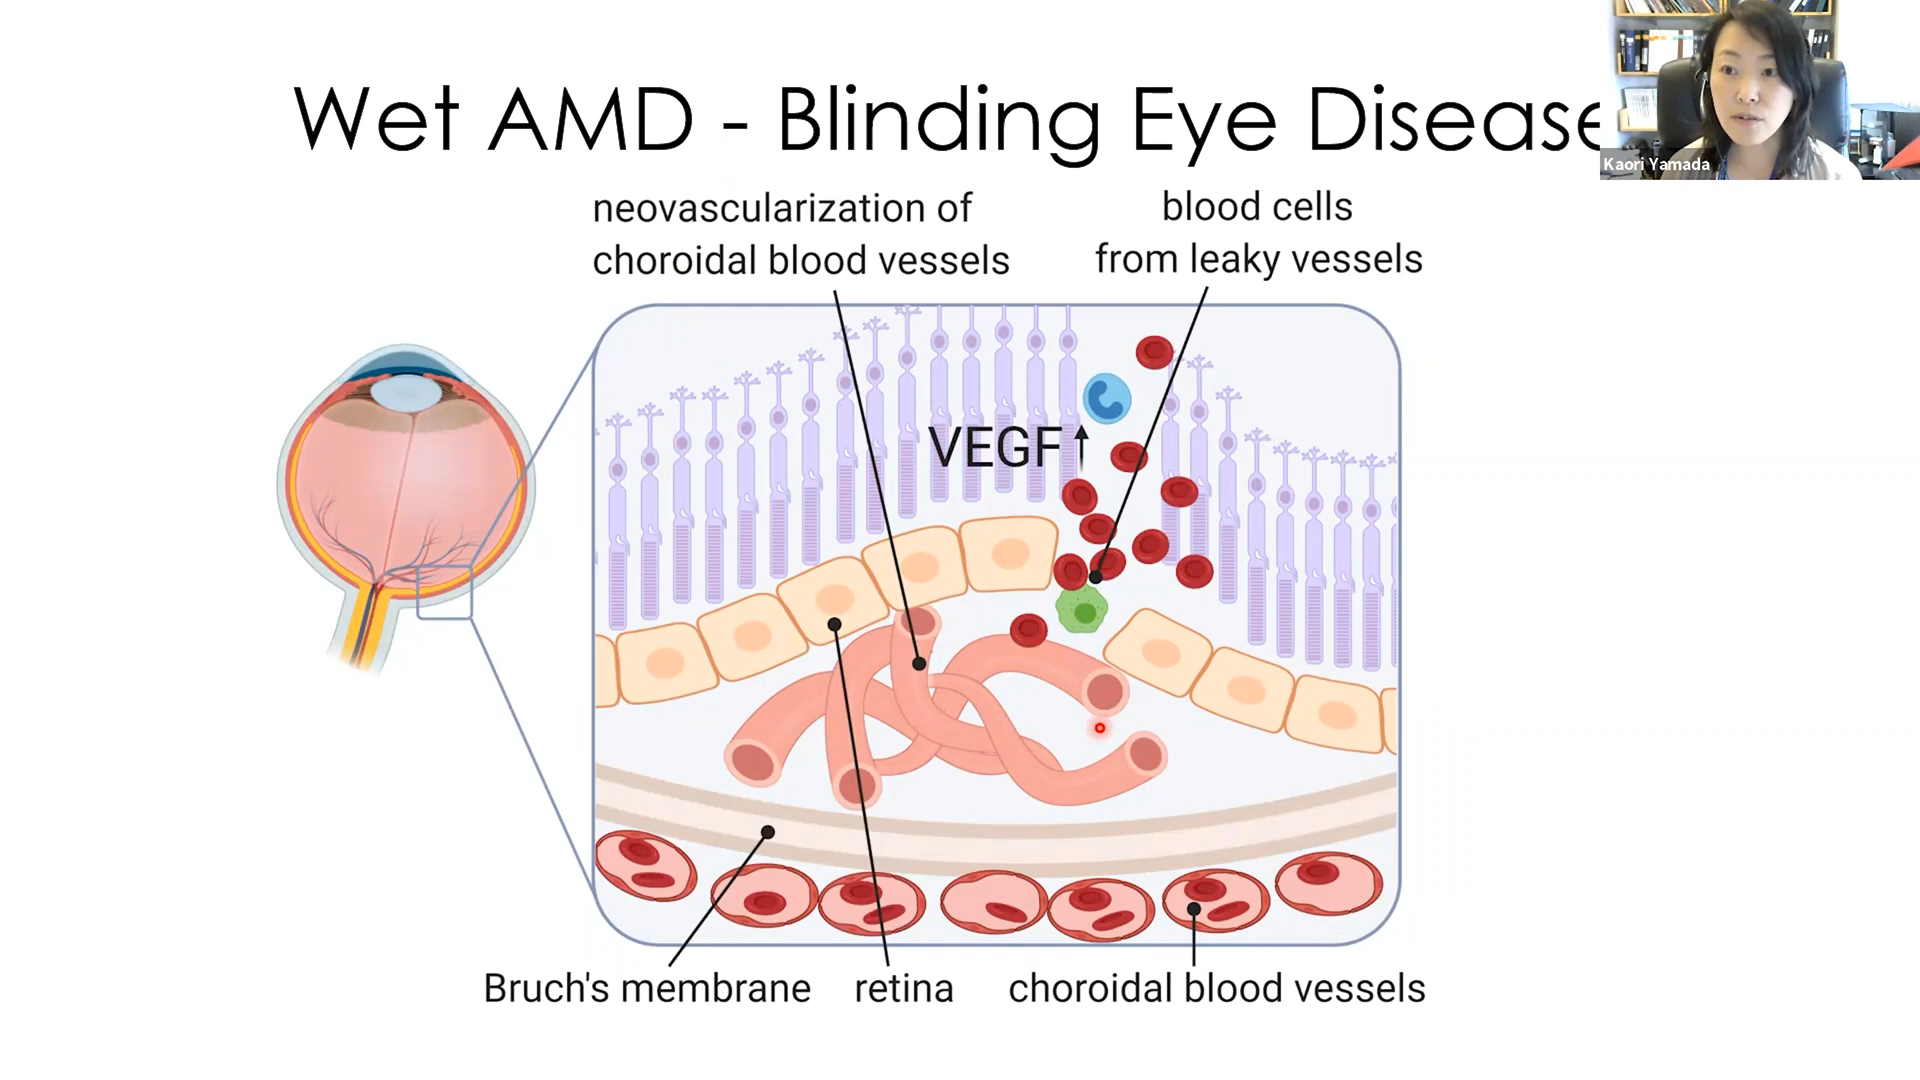 Wet AMD - Blinding Eye Disease
Kaori Yamada
neovascularization of
choroidal blood vessels
blood cells
from leaky vessels
VEGF↑
Bruch's membrane
retina
choroidal blood vessels